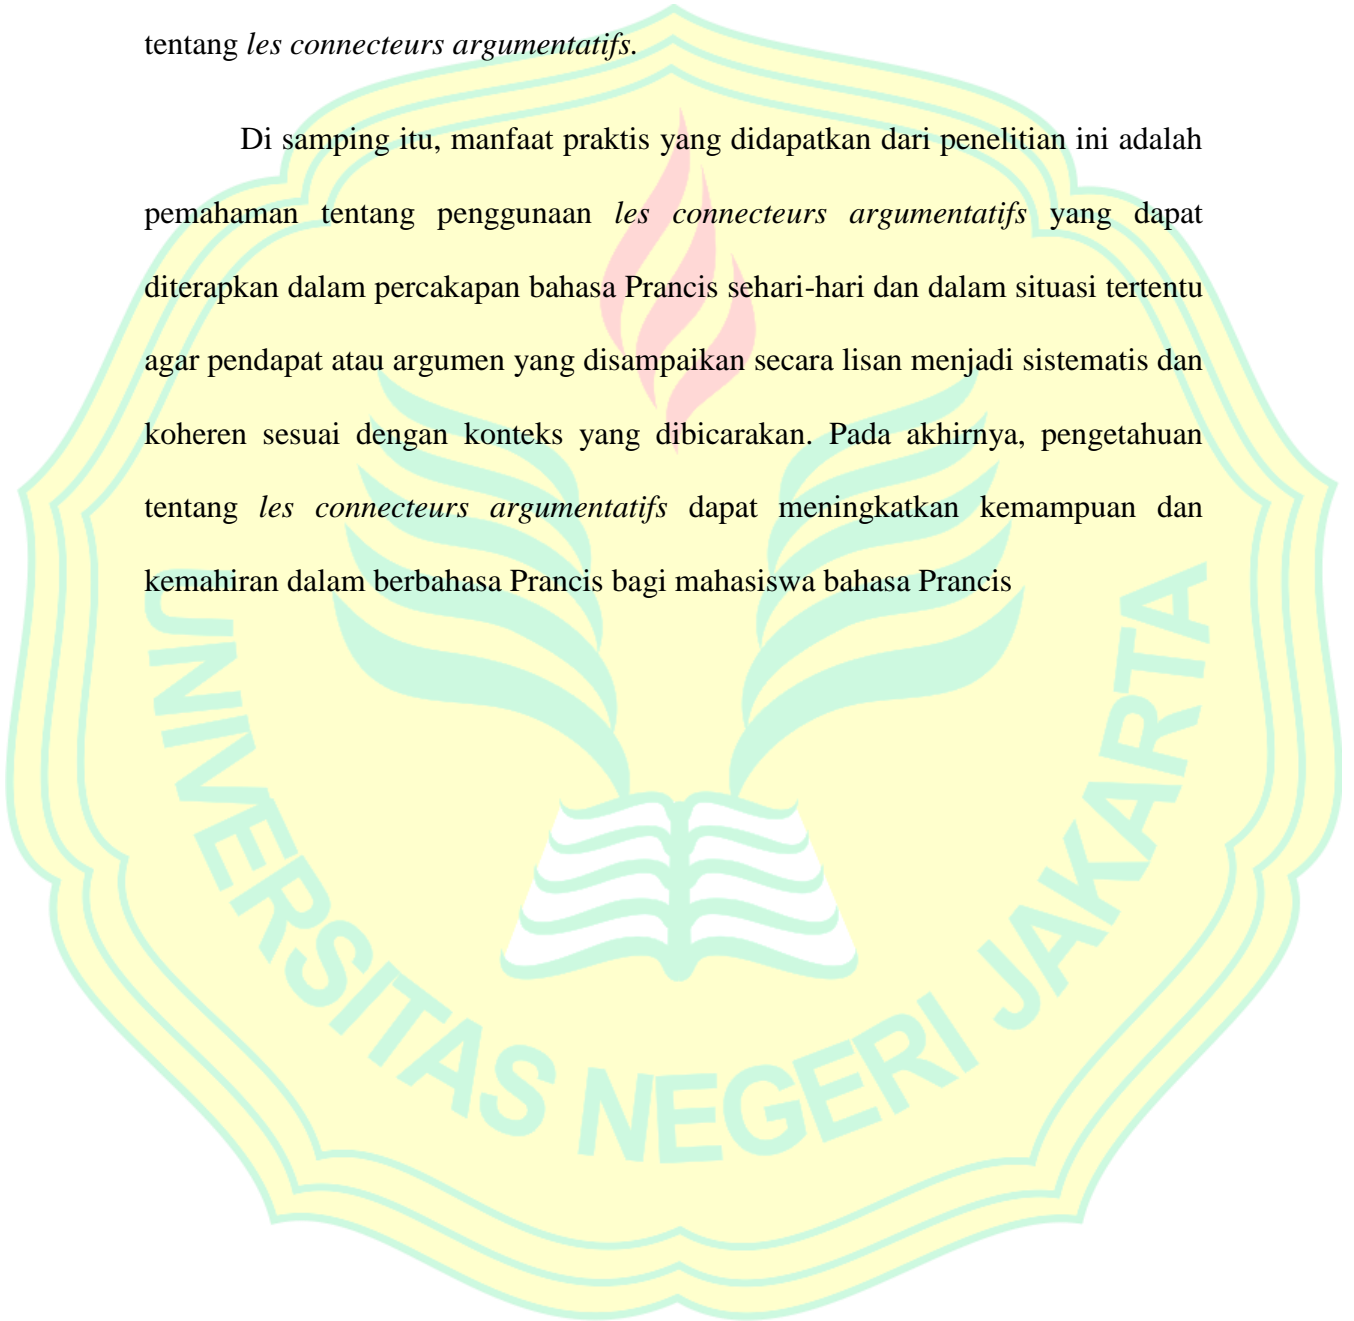 tentang les connecteurs argumentatifs.
Di samping itu, manfaat praktis yang didapatkan dari penelitian ini adalah
pemahaman tentang penggunaan les connecteurs argumentatifs yang dapat
diterapkan dalam percakapan bahasa Prancis sehari-hari dan dalam situasi tertentu
agar pendapat atau argumen yang disampaikan secara lisan menjadi sistematis dan
koheren sesuai dengan konteks yang dibicarakan. Pada akhirnya, pengetahuan
tentang les connecteurs argumentatifs dapat meningkatkan kemampuan dan
kemahiran dalam berbahasa Prancis bagi mahasiswa bahasa Prancis
UNIVERSITAS NEGERI JAKARTA